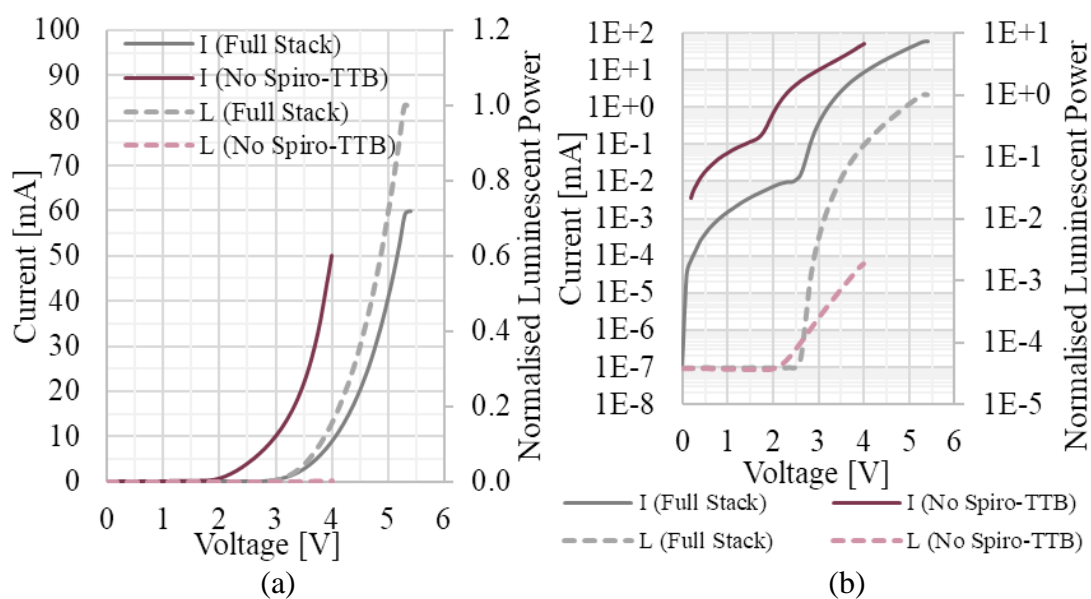 100
90
80
70
60
50
40
30
20
10
0
Current [mA]
I (Full Stack)
I (No Spiro-TTB)
L (Full Stack)
L (No Spiro-TTB)
1.2
1.0
0.8
0.6
0.4
0.2
0.0
Normalised Luminescent Power
0 1 2 3 4 5 6
Voltage [V]
(a)
1E+2
1E+1
1E+0
1E-1
1E-2
1E-3
1E-4
1E-5
1E-6
1E-7
1E-8
Current [mA]
1E+1
1E+0
1E-1
1E-2
1E-3
1E-4
1E-5
Normalised Luminescent Power
0 1 2 3 4 5 6
Voltage [V]
I (Full Stack) I (No Spiro-TTB)
L (Full Stack) L (No Spiro-TTB)
(b)